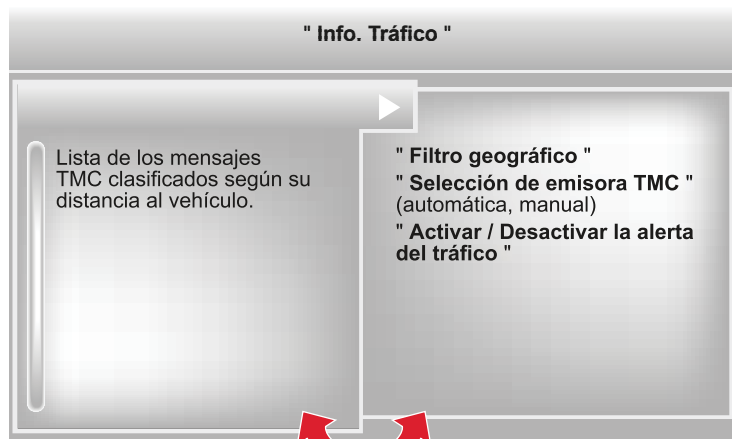 " Info. Tráfico "
Lista de los mensajes
TMC clasificados según su
distancia al vehículo.
" Filtro geográfico "
" Selección de emisora TMC "
(automática, manual)
" Activar / Desactivar la alerta
del tráfico "